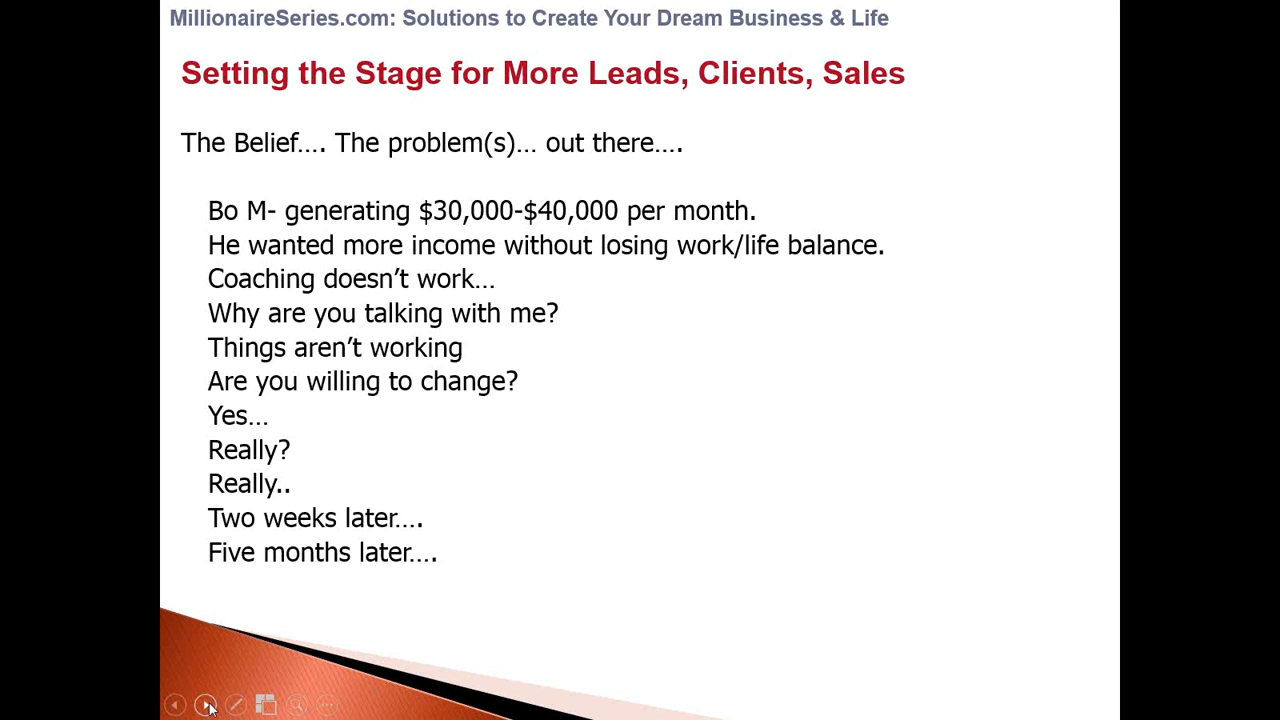 MillionaireSeries.com: Solutions to Create Your Dream Business & Life
Setting the Stage for More Leads, Clients, Sales
The Belief…. The problem(s)… out there….
Bo M- generating $30,000-$40,000 per month.
He wanted more income without losing work/life balance.
Coaching doesn’t work…
Why are you talking with me?
Things aren’t working
Are you willing to change?
Yes…
Really?
Really..
Two weeks later….
Five months later….